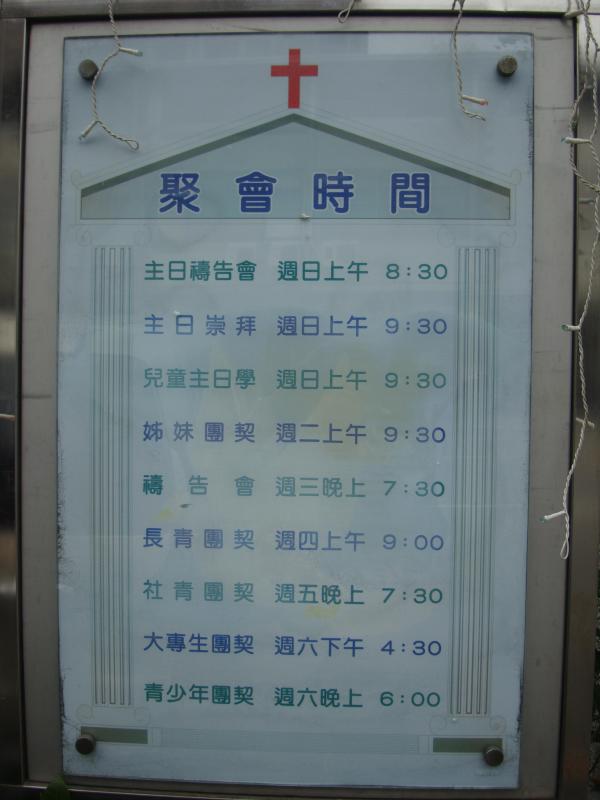 聚會時間
主日禱告會 週日上午 8:30
主日崇拜 週日上午 9:30
兒童主日學 週日上午 9:30
姊妹團契 週二上午 9:30
禱告會 週三晚上 7:30
長青團契 週四上午 9:00
社青團契 週五晚上 7:30
大專生團契 週六下午 4:30
青少年團契 週六晚上 6:00